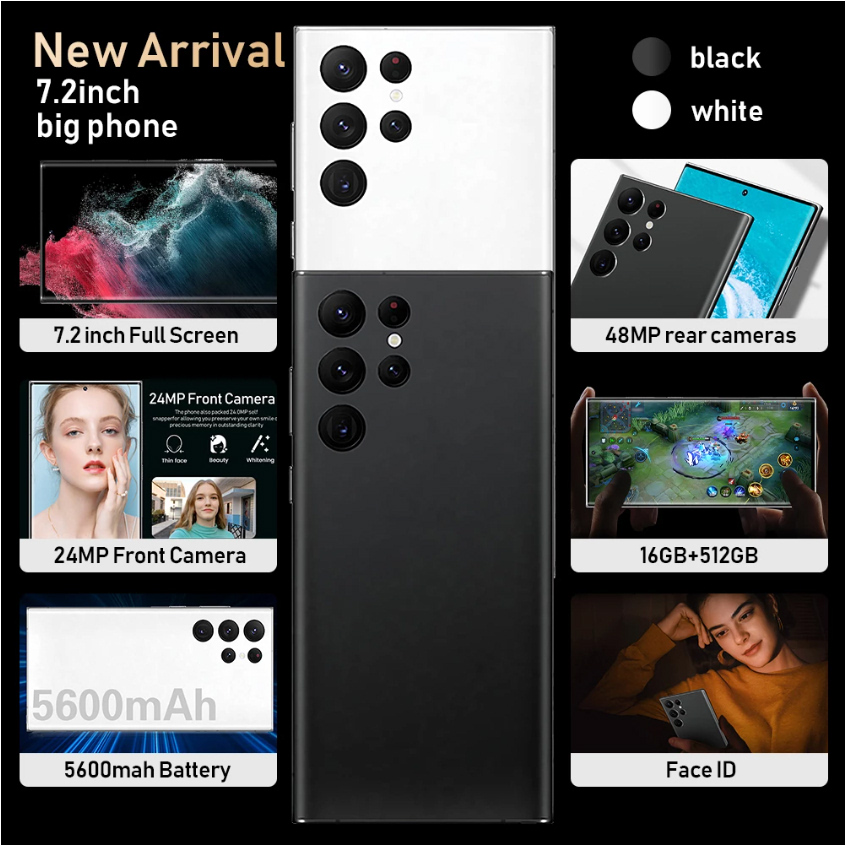 New Arrival
7.2inch
big phone
black
white
7.2 inch Full Screen
48MP rear cameras
24MP Front Camera
The phone also packed 24.0MP self
snapperfor allowing you preseerve your own smile o
precious memory in outstanding clarity
Thin face
Beauty
Whitening
24MP Front Camera
16GB+512GB
5600mAh
5600mah Battery
Face ID